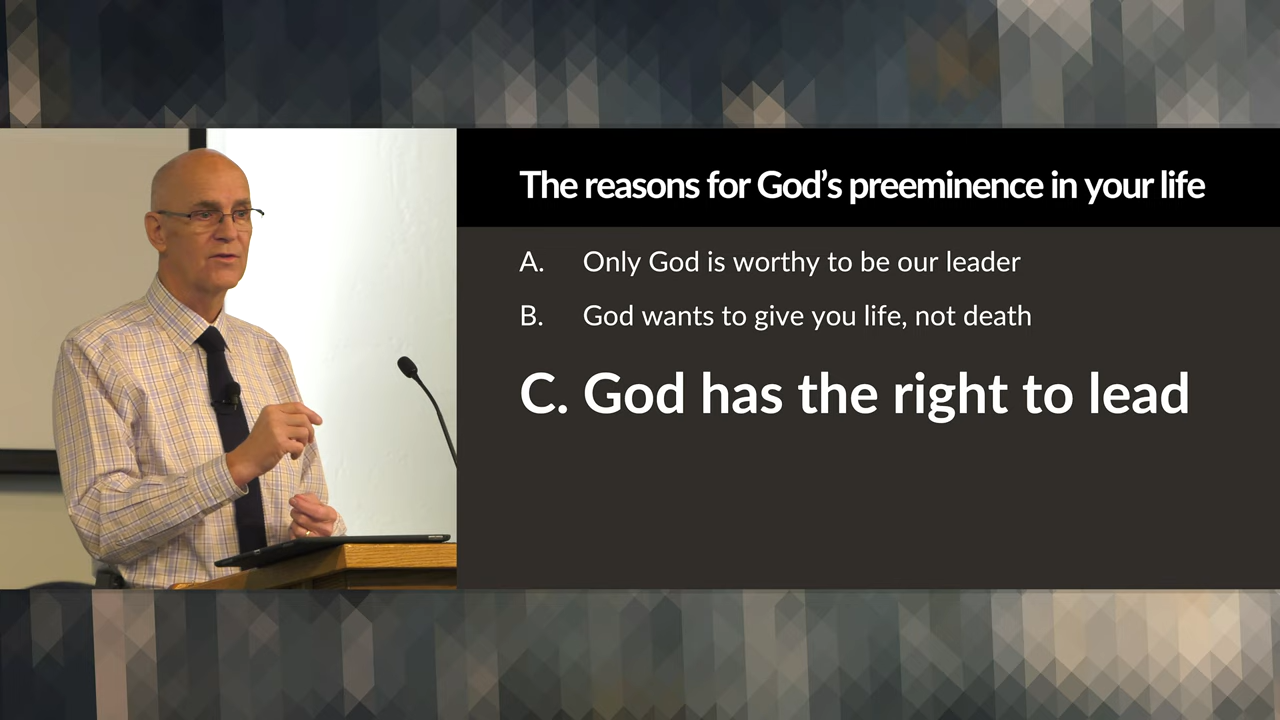 The reasons for God’s preeminence in your life
A. Only God is worthy to be our leader
B. God wants to give you life, not death
C. God has the right to lead